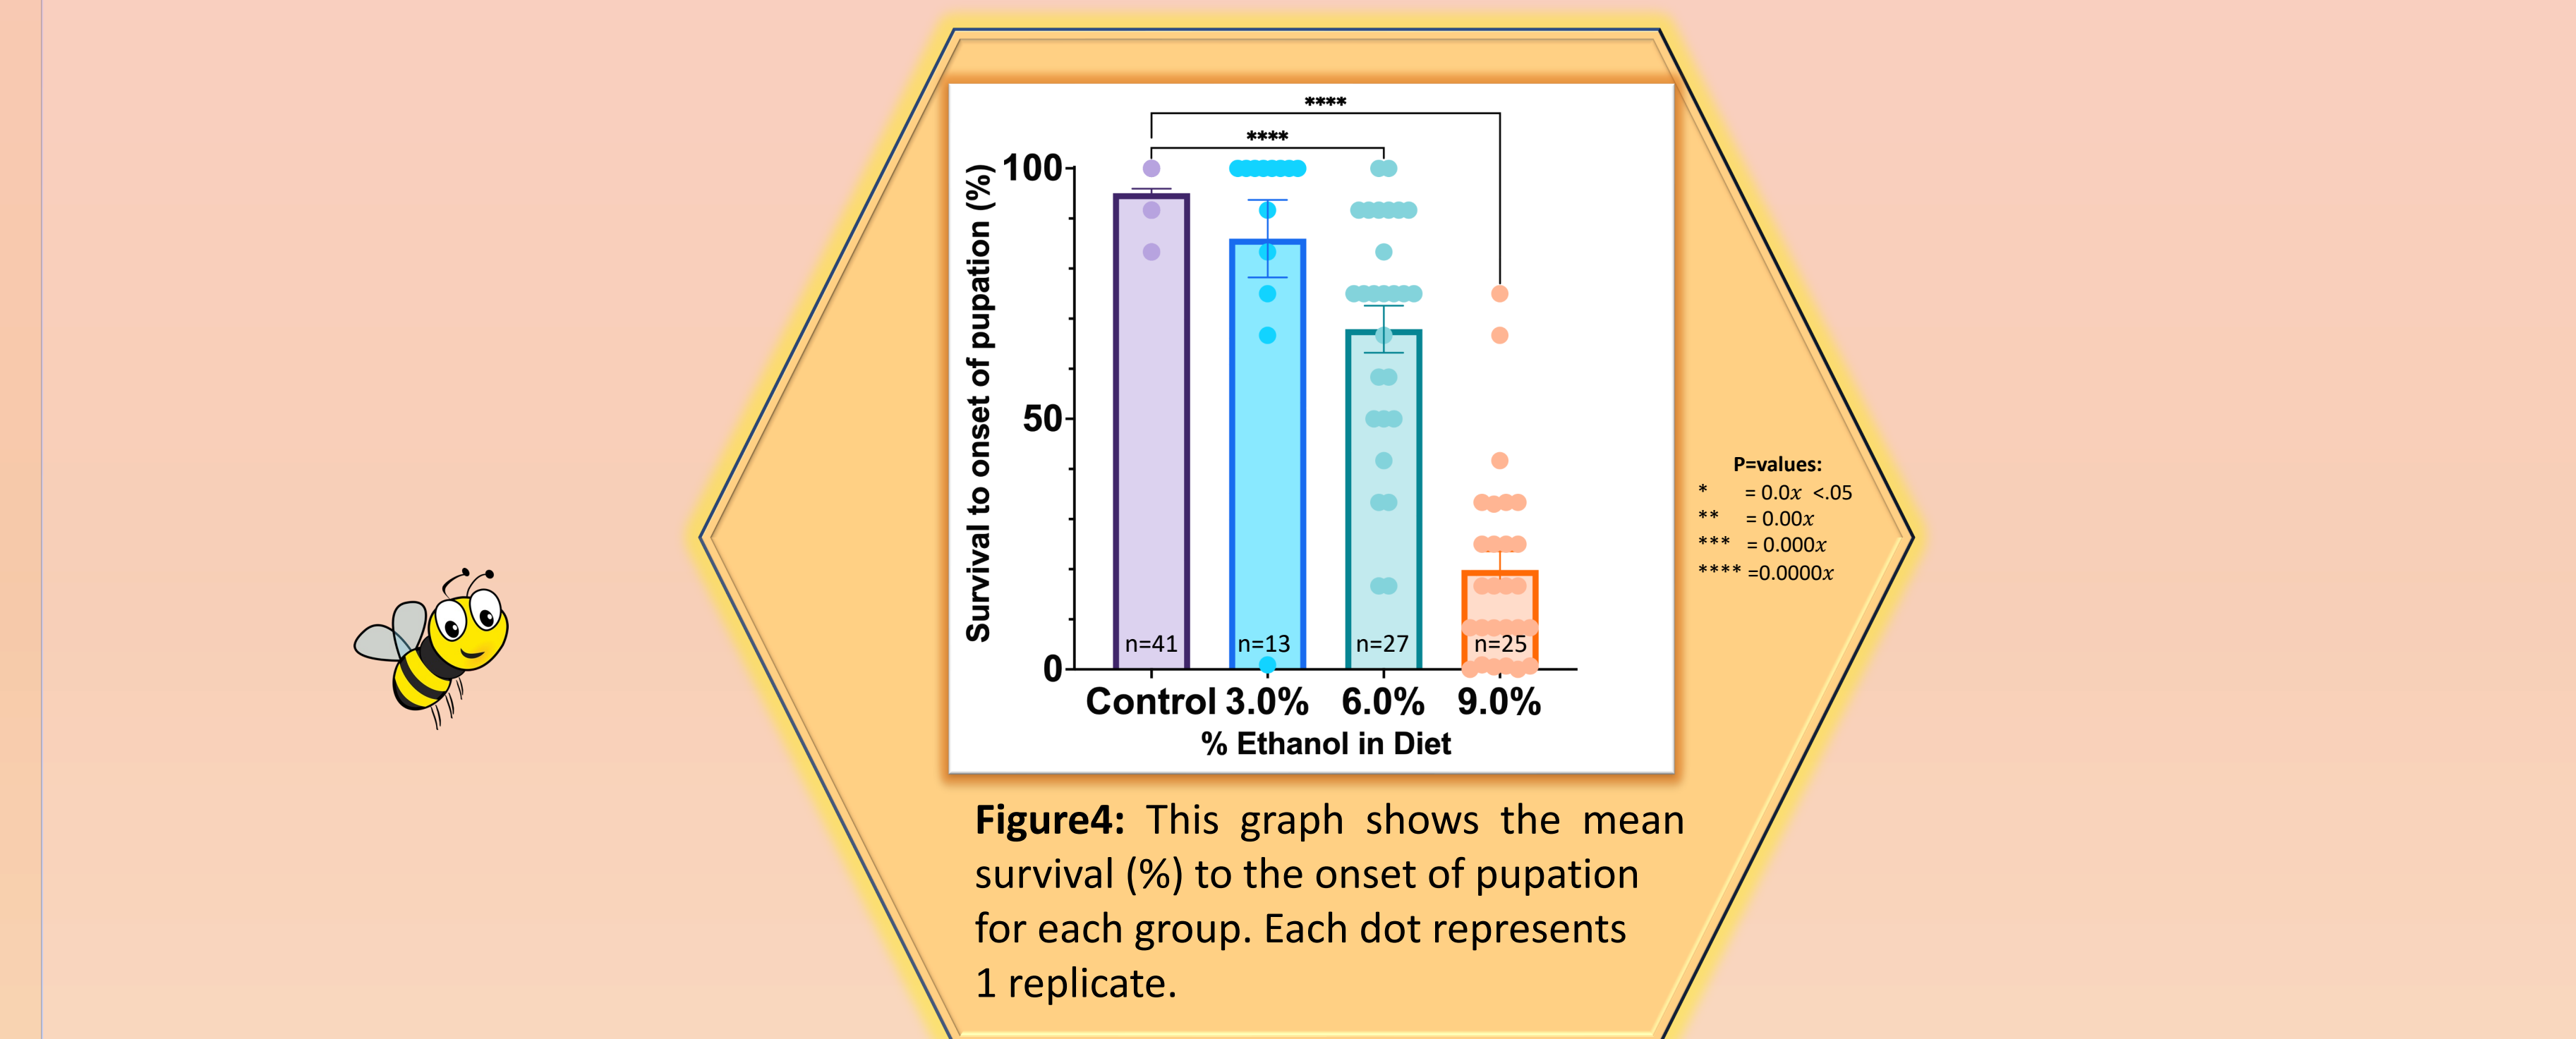 ****
****
Survival to onset of pupation (%)
100
50
0
n=41 n=13 n=27 n=25
Control 3.0% 6.0% 9.0%
% Ethanol in Diet
P=values:
* = 0.0x <.05
** = 0.00x
*** = 0.000x
**** =0.0000x
Figure4: This graph shows the mean
survival (%) to the onset of pupation
for each group. Each dot represents
1 replicate.